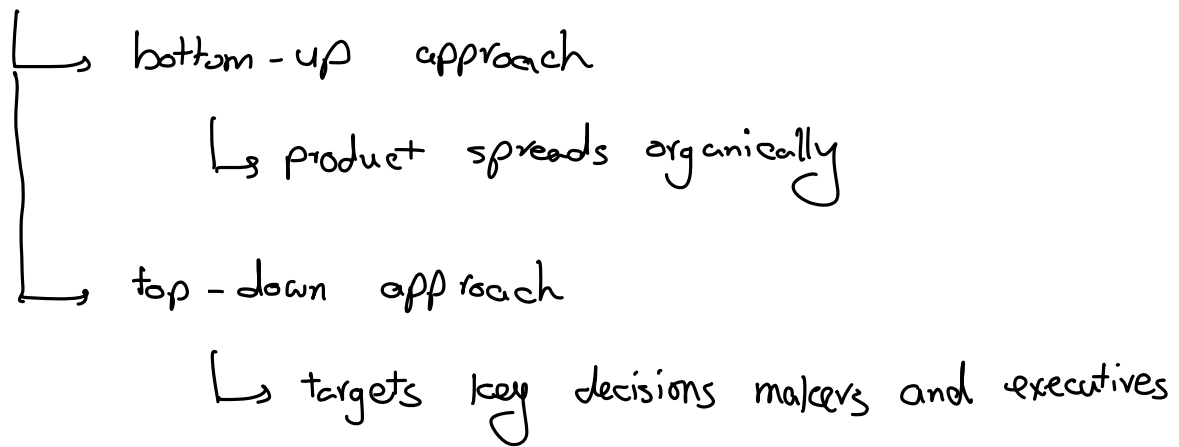 bottom-up approach
product spreads organically
top-down approach
targets key decisions makers and executives